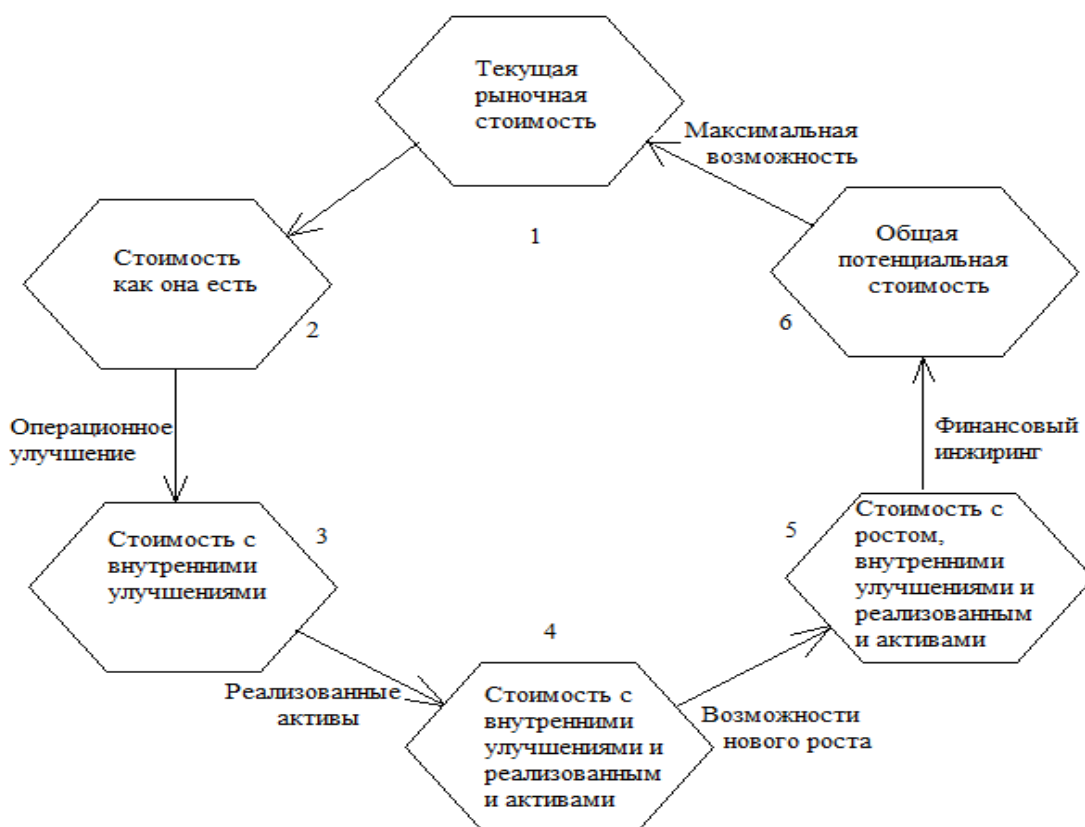 Текущая
рыночная
стоимость
1
Стоимость
как она есть
2
Операционное
улучшение
Стоимость с
внутренними
улучшениями
3
Реализованные
активы
4
Стоимость с
внутренними
улучшениями и
реализованным
и активами
Возможности
нового роста
5
Стоимость с
ростом,
внутренними
улучшениями и
реализованным
и активами
Финансовый
инжиринг
6
Общая
потенциальная
стоимость
Максимальная
возможность